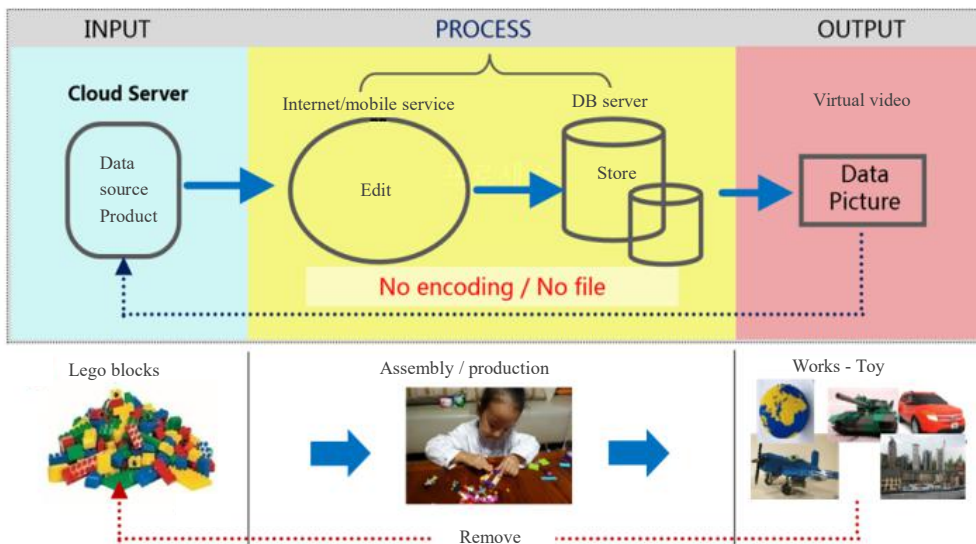 INPUT
PROCESS
OUTPUT
Cloud Server
Internet/mobile service
DB server
Virtual video
Data
source
Product
Edit
Store
Data
Picture
No encoding / No file
Lego blocks
Assembly / production
Works - Toy
Remove